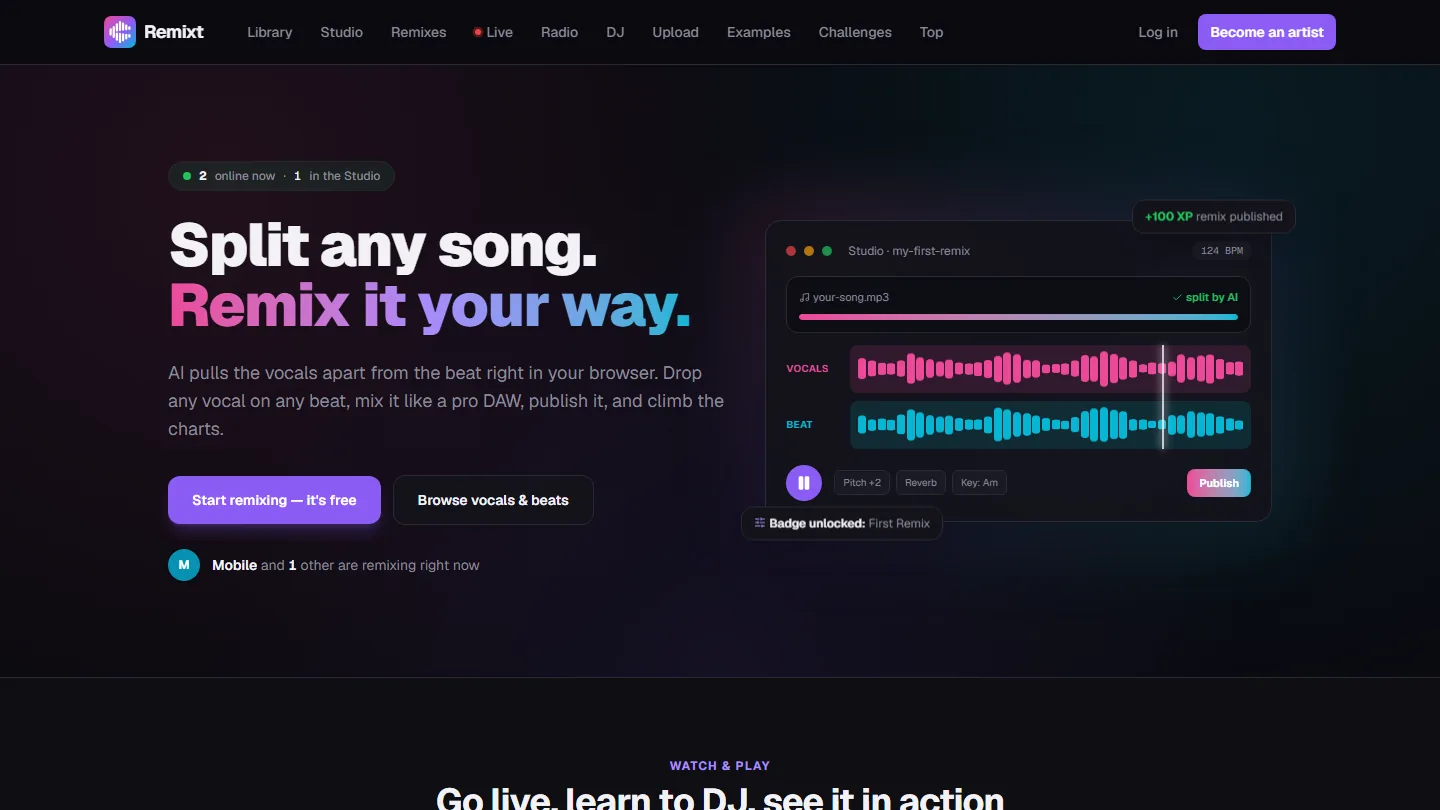 Remixt
Library
Studio
Remixes
Live
Radio
DJ
Upload
Examples
Challenges
Top
Log in
Become an artist
2 online now · 1 in the Studio
Split any song.
Remix it your way.
AI pulls the vocals apart from the beat right in your browser. Drop
any vocal on any beat, mix it like a pro DAW, publish it, and climb the
charts.
Start remixing — it's free
Browse vocals & beats
M
Mobile and 1 other are remixing right now
+100 XP remix published
Studio · my-first-remix
124 BPM
your-song.mp3
split by AI
VOCALS
BEAT
Pitch +2
Reverb
Key: Am
Publish
Badge unlocked: First Remix
WATCH & PLAY
Go live, learn to DJ, see it in action